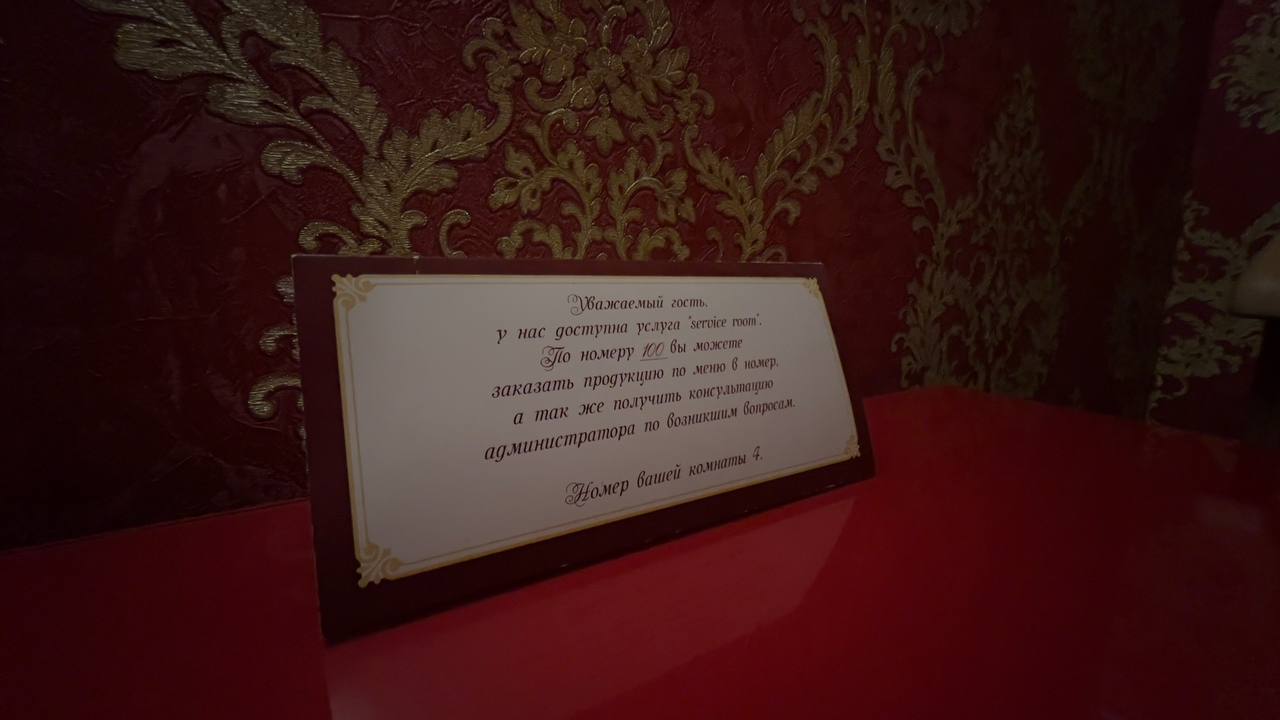 Уважаемый гость,
у нас доступна услуга "service room".
По номеру 100 вы можете
заказать продукцию по меню в номер,
а так же получить консультацию
администратора по возникшим вопросам.
Номер вашей комнаты 4.